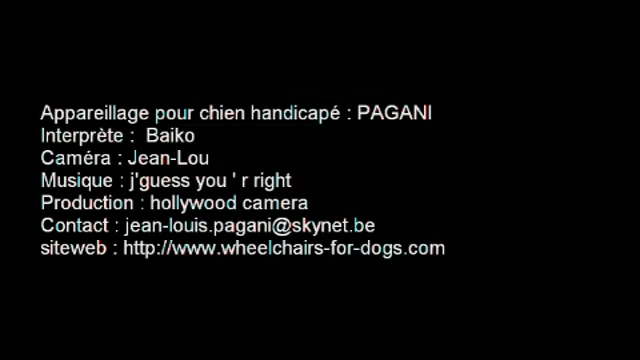 Appareillage pour chien handicapé : PAGANI
Interprète :  Baiko
Caméra : Jean-Lou
Musique : j'guess you ' r right
Production : hollywood camera
Contact : jean-louis.pagani@skynet.be
siteweb : http://www.wheelchairs-for-dogs.com